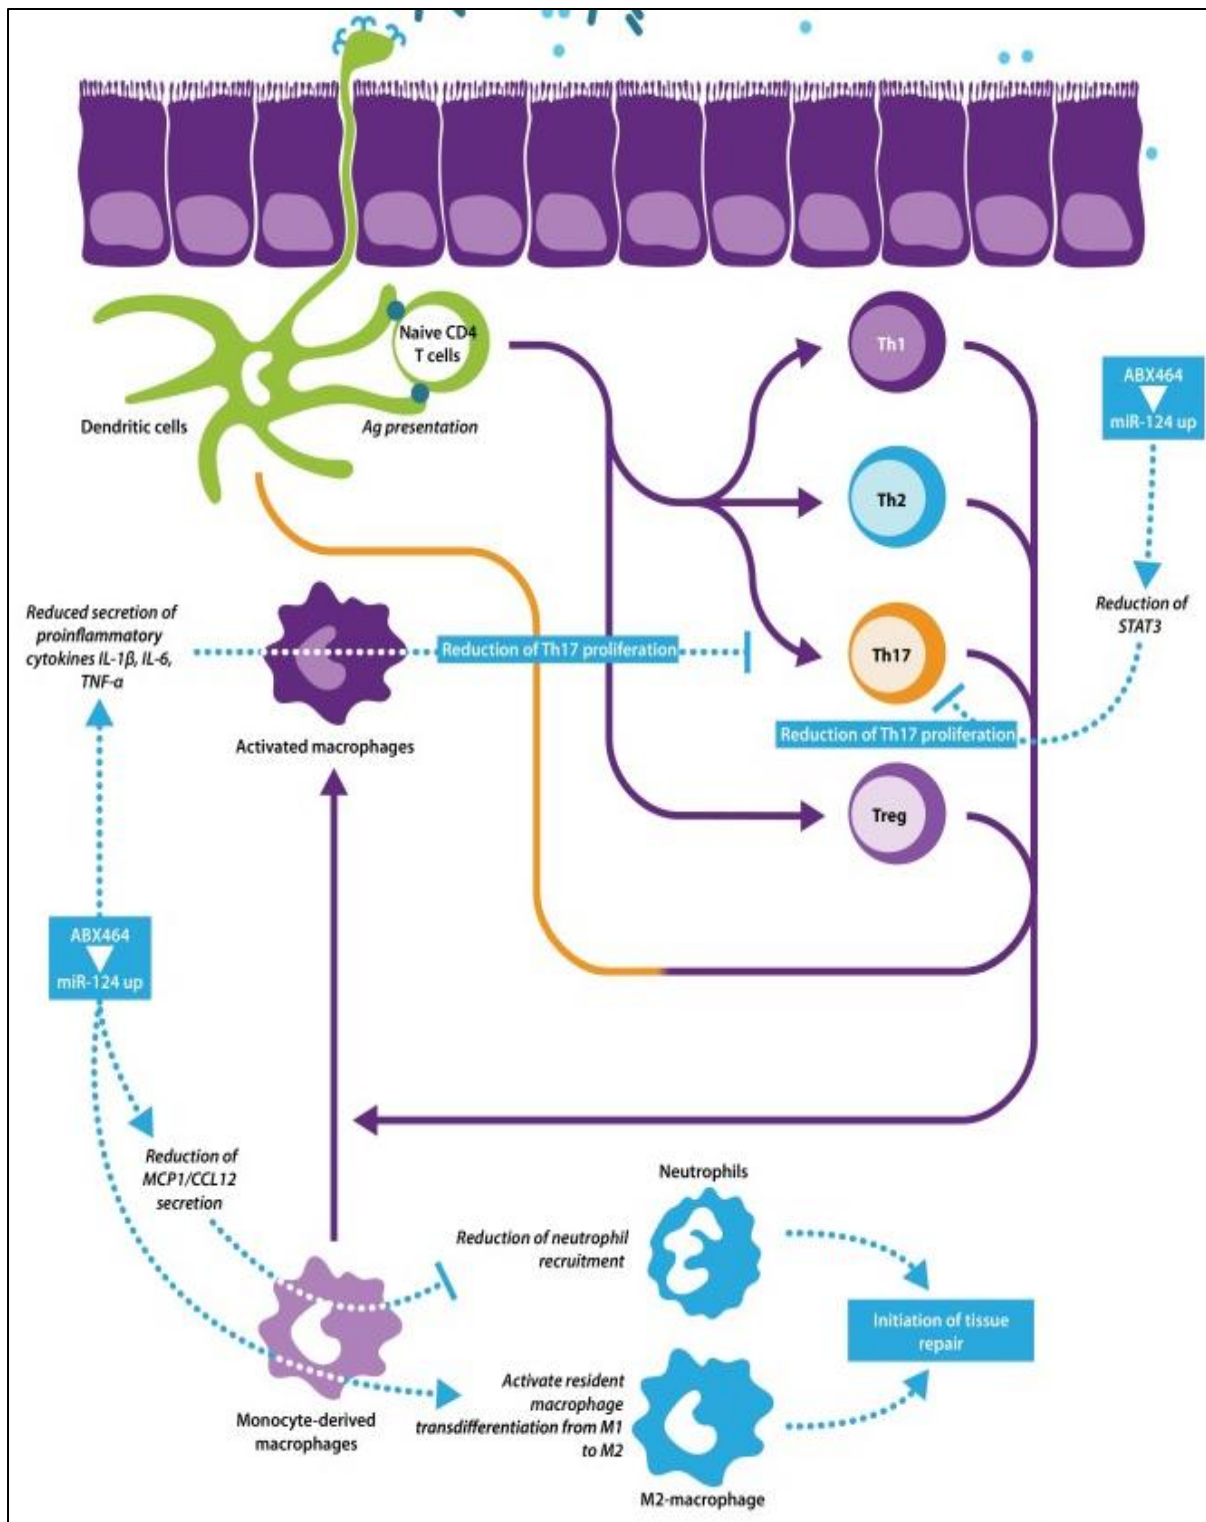 Naive CD4
T cells
Dendritic cells
Ag presentation
Th1
ABX464
miR-124 up
Th2
Reduction of
STAT3
Reduced secretion of
proinflammatory
cytokines IL-1β, IL-6,
TNF-α
Reduction of Th17 proliferation
Th17
Reduction of Th17 proliferation
Activated macrophages
Treg
ABX464
miR-124 up
Reduction of
MCP1/CCL12
secretion
Neutrophils
Reduction of neutrophil
recruitment
Initiation of tissue
repair
Monocyte-derived
macrophages
Activate resident
macrophage
transdifferentiation from M1
to M2
M2-macrophage